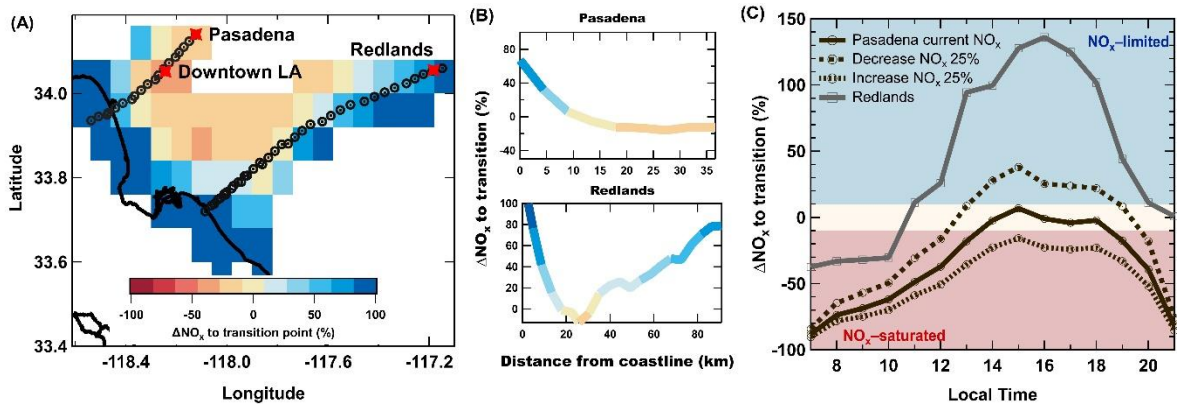 (A)
Pasadena
Downtown LA
Redlands
34.0
33.8
33.6
33.4
Latitude
-118.4
-118.0
-117.6
-117.2
Longitude
-100
-50
0
50
100
ΔNOx to transition point (%)
(B)
Pasadena
80
40
0
-40
0
10
20
30
ΔNOx to transition (%)
Redlands
100
80
60
40
20
0
0
20
40
60
80
Distance from coastline (km)
(C)
150
100
50
0
-50
-100
ΔNOx to transition (%)
Pasadena current NOx
Decrease NOx 25%
Increase NOx 25%
Redlands
NOx–limited
NOx–saturated
8
10
12
14
16
18
20
Local Time